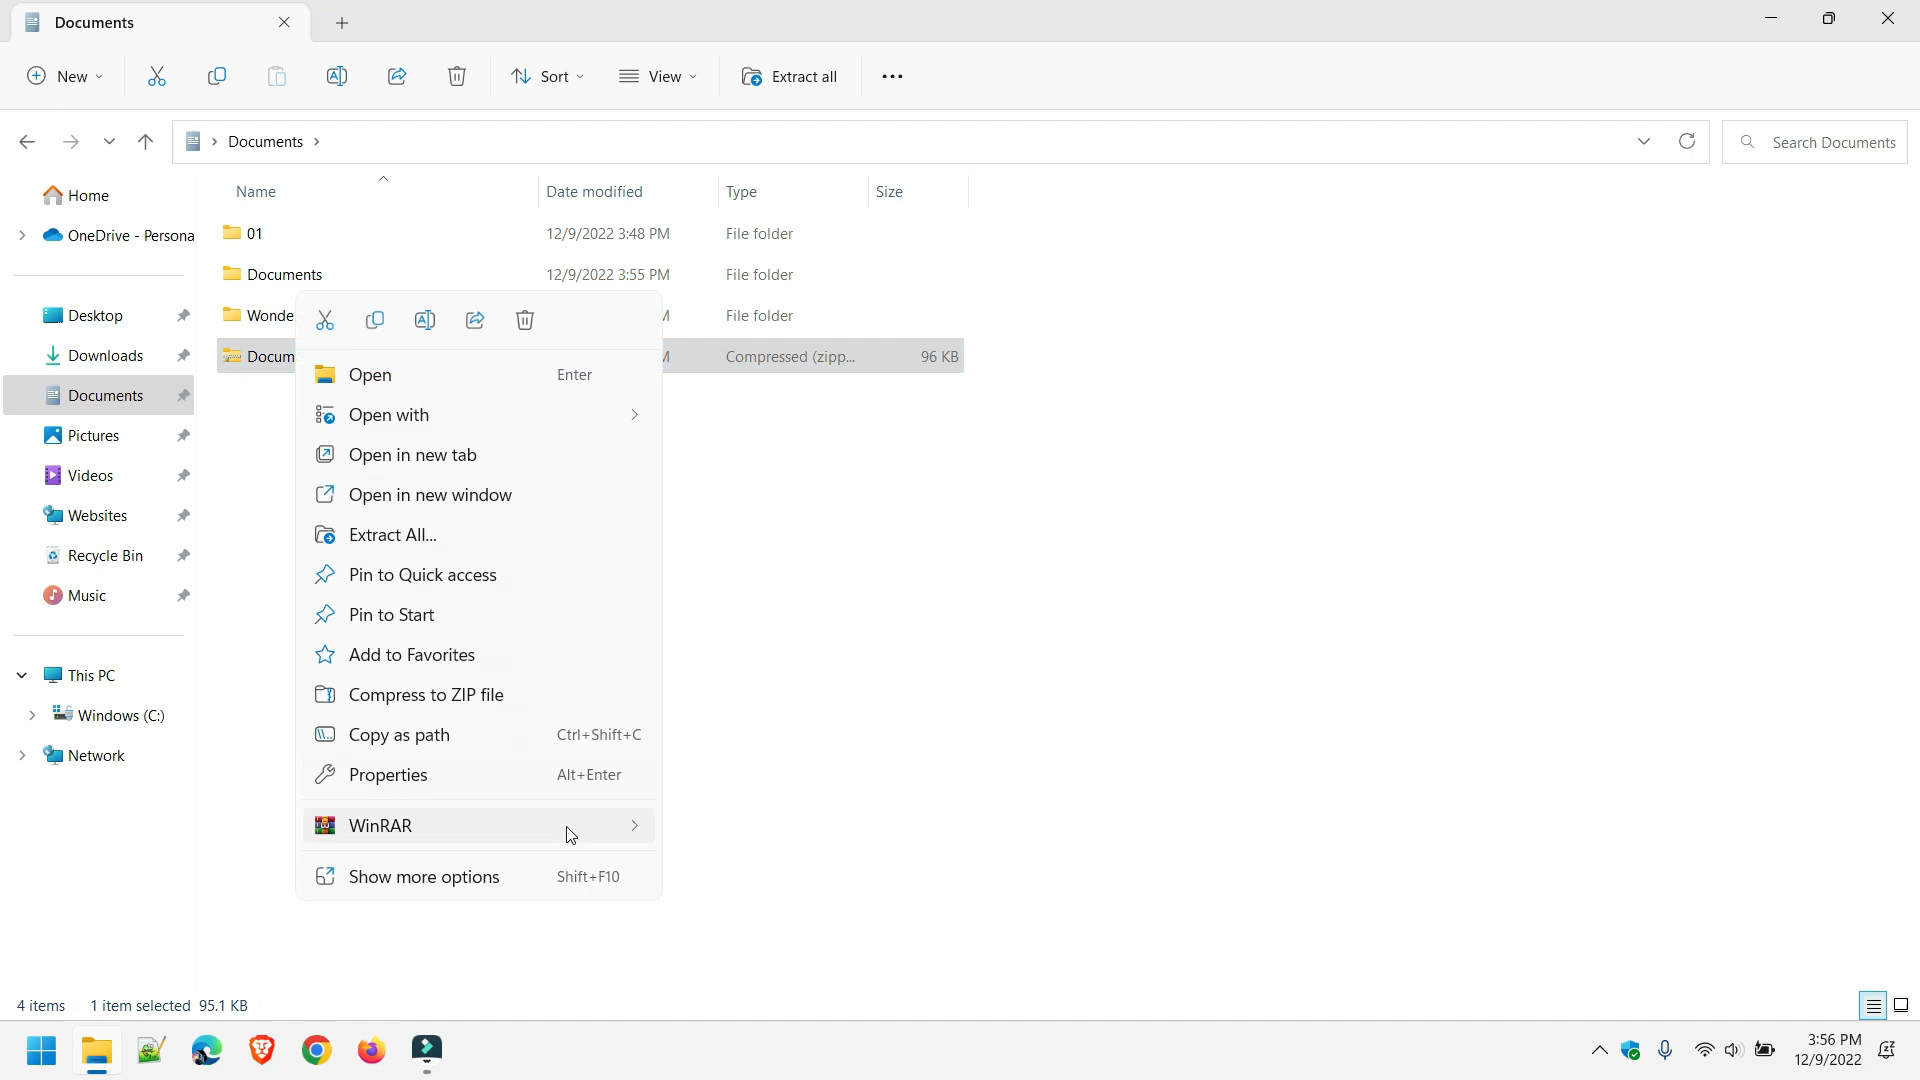 Documents
New
Sort
View
Extract all
Documents
Search Documents
Name
Date modified
Type
Size
Home
01
12/9/2022 3:48 PM
File folder
OneDrive - Persona
Documents
12/9/2022 3:55 PM
File folder
Desktop
Wonde
M
File folder
Downloads
Docum
M
Compressed (zipp...
96 KB
Documents
Pictures
Videos
Websites
Recycle Bin
Music
This PC
Windows (C:)
Network
Open
Enter
Open with
Open in new tab
Open in new window
Extract All...
Pin to Quick access
Pin to Start
Add to Favorites
Compress to ZIP file
Copy as path
Ctrl+Shift+C
Properties
Alt+Enter
WinRAR
Show more options
Shift+F10
4 items
1 item selected 95.1 KB
3:56 PM
12/9/2022